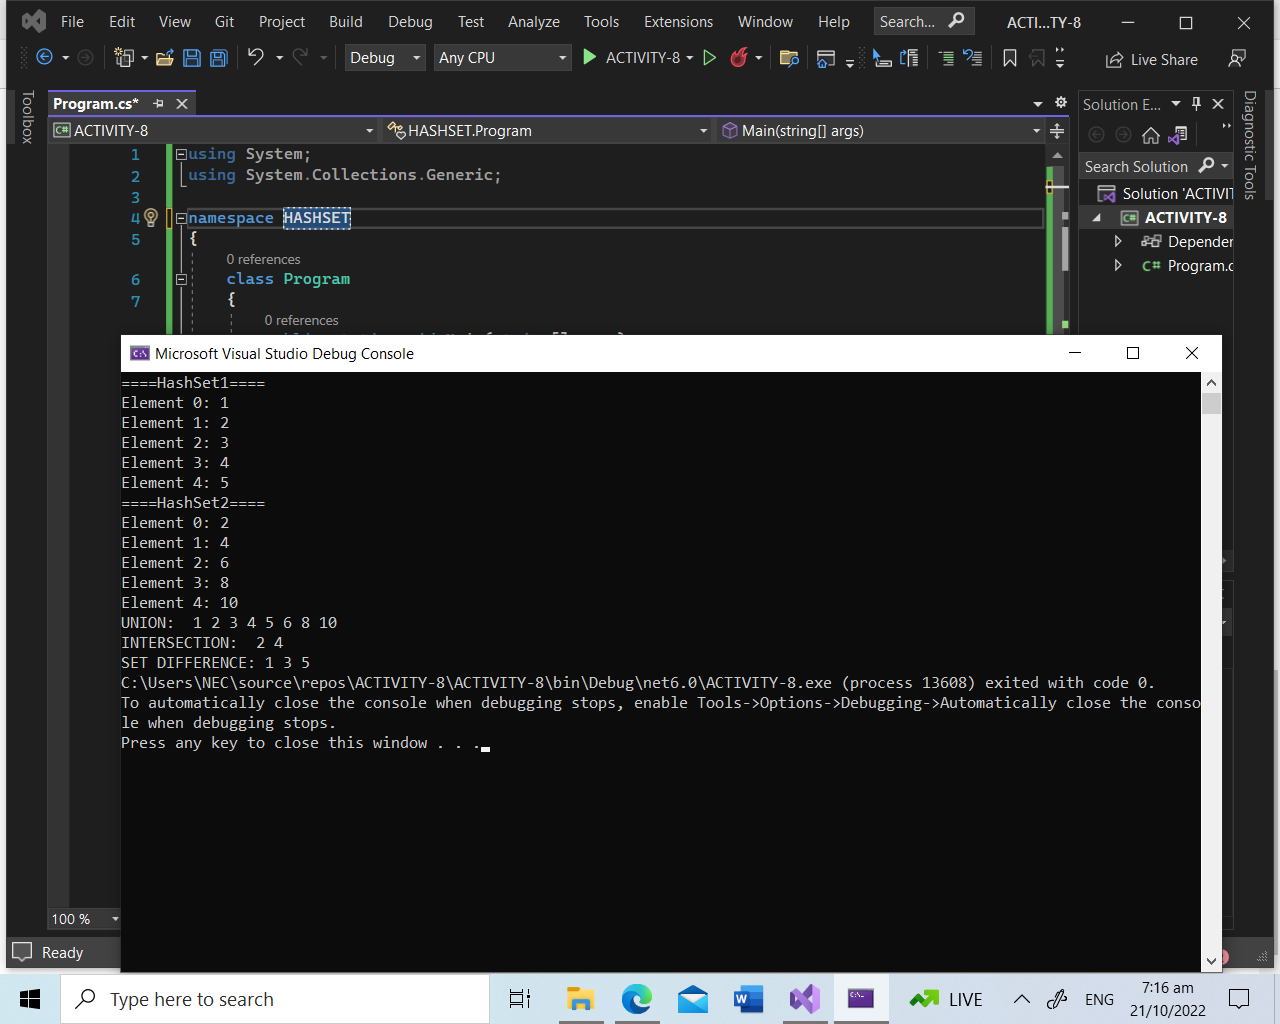 File Edit View Git Project Build Debug Test Analyze Tools Extensions Window Help Search... ACTI...TY-8
Debug Any CPU ACTIVITY-8 Live Share
Toolbox
Program.cs*
ACTIVITY-8 HASHSET.Program Main(string[] args)
1 using System;
2 using System.Collections.Generic;
3
4 namespace HASHSET
5 {
0 references
6 class Program
7 {
0 references
Solution E...
Search Solution
Solution 'ACTIVIT
ACTIVITY-8
Depender
C# Program.c
Diagnostic Tools
Microsoft Visual Studio Debug Console
====HashSet1====
Element 0: 1
Element 1: 2
Element 2: 3
Element 3: 4
Element 4: 5
====HashSet2====
Element 0: 2
Element 1: 4
Element 2: 6
Element 3: 8
Element 4: 10
UNION:  1 2 3 4 5 6 8 10
INTERSECTION:  2 4
SET DIFFERENCE: 1 3 5
C:\Users\NEC\source\repos\ACTIVITY-8\ACTIVITY-8\bin\Debug\net6.0\ACTIVITY-8.exe (process 13608) exited with code 0.
To automatically close the console when debugging stops, enable Tools->Options->Debugging->Automatically close the conso
le when debugging stops.
Press any key to close this window . . .
100 %
Ready
Type here to search
LIVE
ENG
7:16 am
21/10/2022